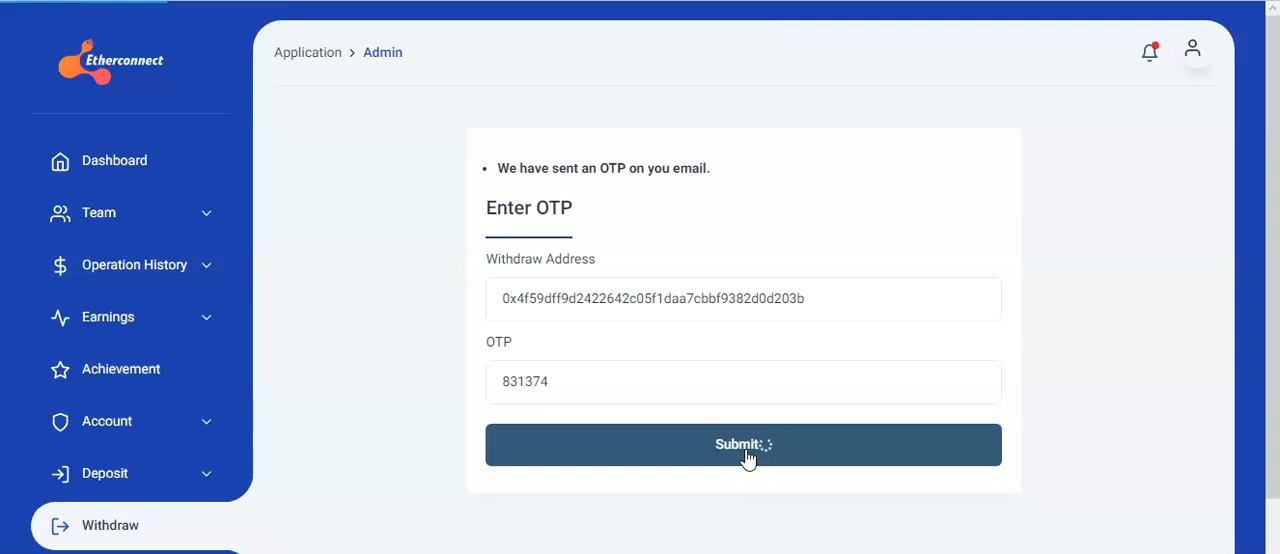 Etherconnect
Application > Admin
Dashboard
Team
Operation History
Earnings
Achievement
Account
Deposit
Withdraw
We have sent an OTP on you email.
Enter OTP
Withdraw Address
0x4f59dff9d2422642c05f1daa7cbbf9382d0d203b
OTP
831374
Submit